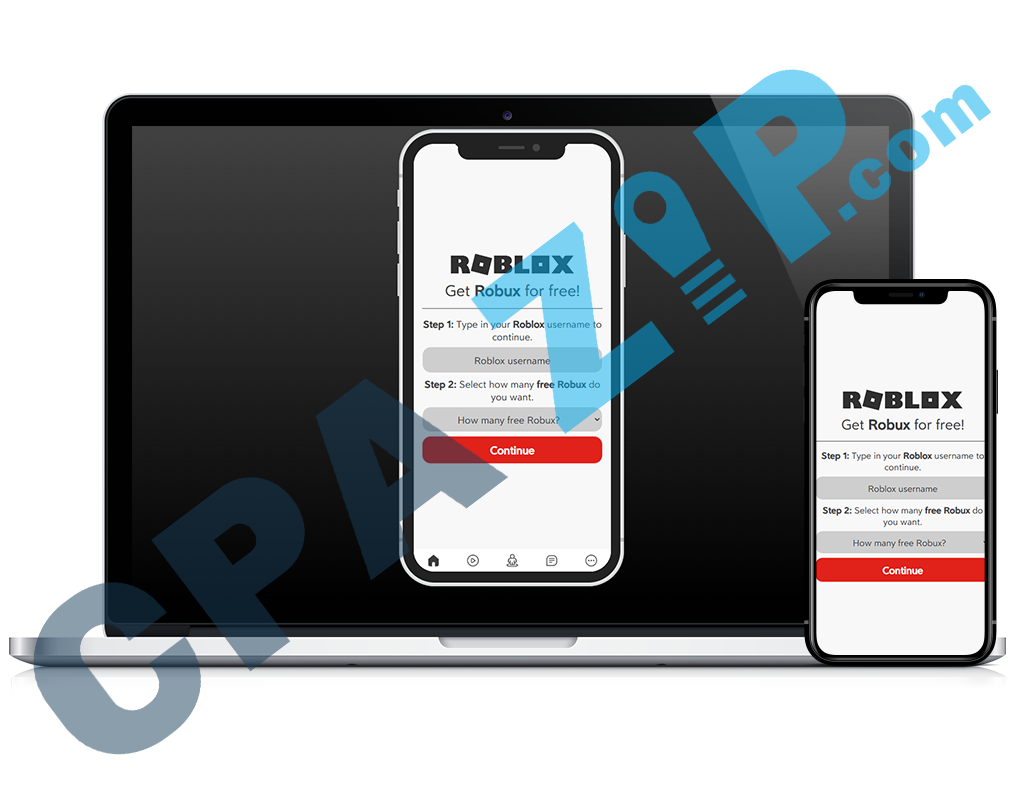 ROBLOX
Get Robux for free!
Step 1: Type in your Roblox username to
continue.
Roblox username
Step 2: Select how many free Robux do
you want.
How many free Robux?
Continue
ROBLOX
Get Robux for free!
Step 1: Type in your Roblox username to
continue.
Roblox username
Step 2: Select how many free Robux do
you want.
How many free Robux?
Continue
CPAZiP.com